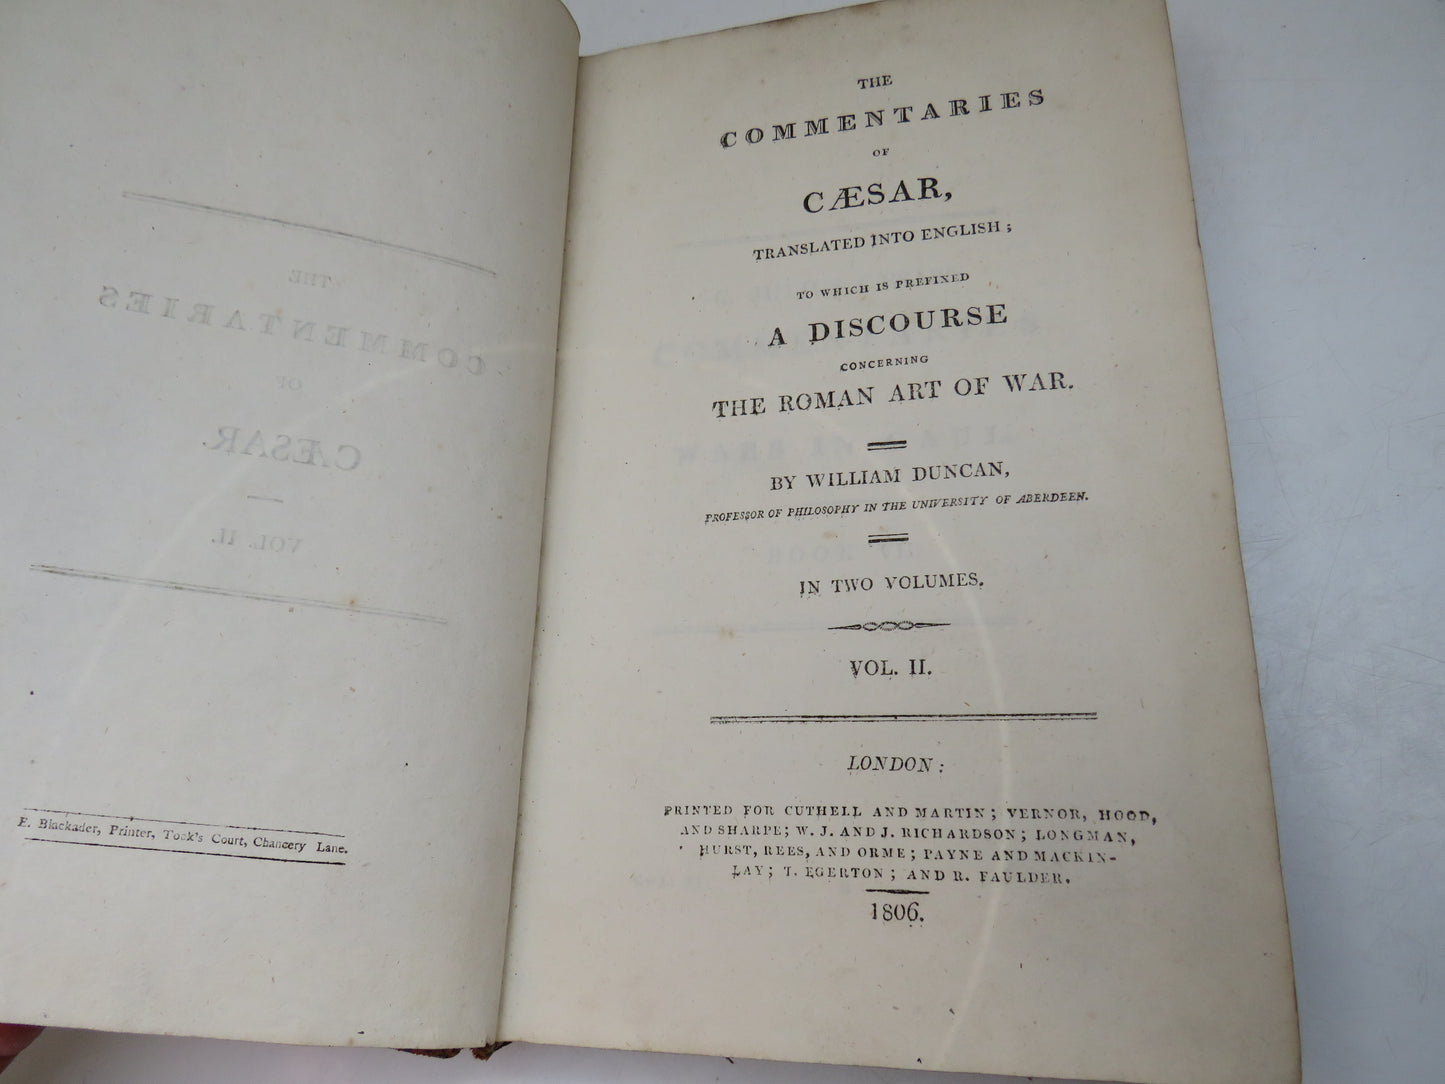 E. Blackader, Printer, Took's Court, Chancery Lane.
THE
COMMENTARIES
OF
CÆSAR,
TRANSLATED INTO ENGLISH;
TO WHICH IS PREFIXED
A DISCOURSE
CONCERNING
THE ROMAN ART OF WAR.
BY WILLIAM DUNCAN,
PROFESSOR OF PHILOSOPHY IN THE UNIVERSITY OF ABERDEEN.
IN TWO VOLUMES.
VOL. II.
LONDON:
PRINTED FOR CUTHELL AND MARTIN; VERNOR, HOOD,
AND SHARPE; W. J. AND J. RICHARDSON; LONGMAN,
HURST, REES, AND ORME; PAYNE AND MACKIN-
LAY; T. EGERTON; AND R. FAULDER.
1806.